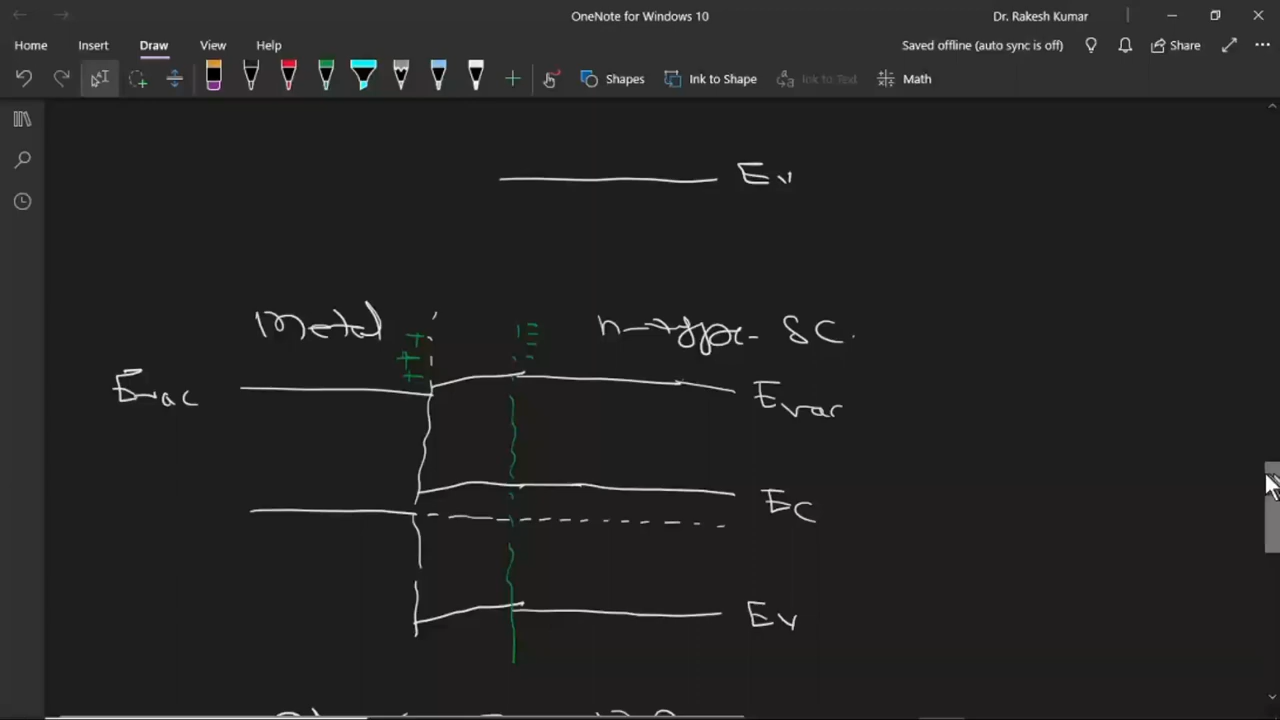 OneNote for Windows 10
Dr. Rakesh Kumar
Home Insert Draw View Help
Saved offline (auto sync is off)
Share
Shapes
Ink to Shape
Ink to Text
Math
Ev
Metal
n-type SC.
Evac
Evac
Ec
Ev